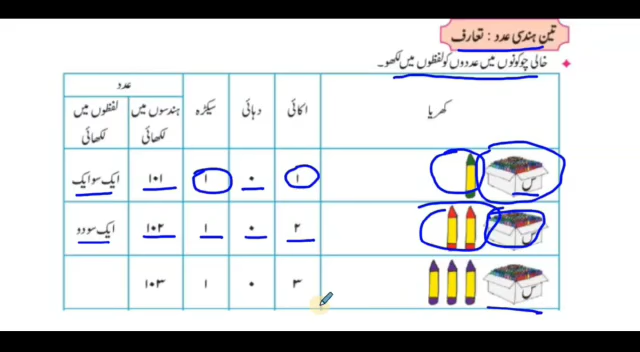 تین ہندسی عدد : تعارف
خالی چوکونوں میں عددوں کو لفظوں میں لکھو۔
کھریا اکائی دہائی سیکڑہ عدد
ہندسوں میں لکھائی لفظوں میں لکھائی
س ۱ ۰ ۱ ۱۰۱ ایک سو ایک
س ۲ ۰ ۱ ۱۰۲ ایک سو دو
س ۳ ۰ ۱ ۱۰۳